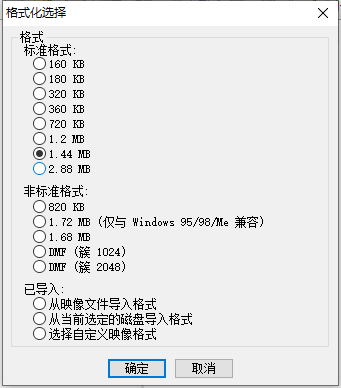 格式化选择
格式
标准格式:
160 KB
180 KB
320 KB
360 KB
720 KB
1.2 MB
1.44 MB
2.88 MB
非标准格式:
820 KB
1.72 MB (仅与 Windows 95/98/Me 兼容)
1.68 MB
DMF (簇 1024)
DMF (簇 2048)
已导入:
从映像文件导入格式
从当前选定的磁盘导入格式
选择自定义映像格式
确定 取消